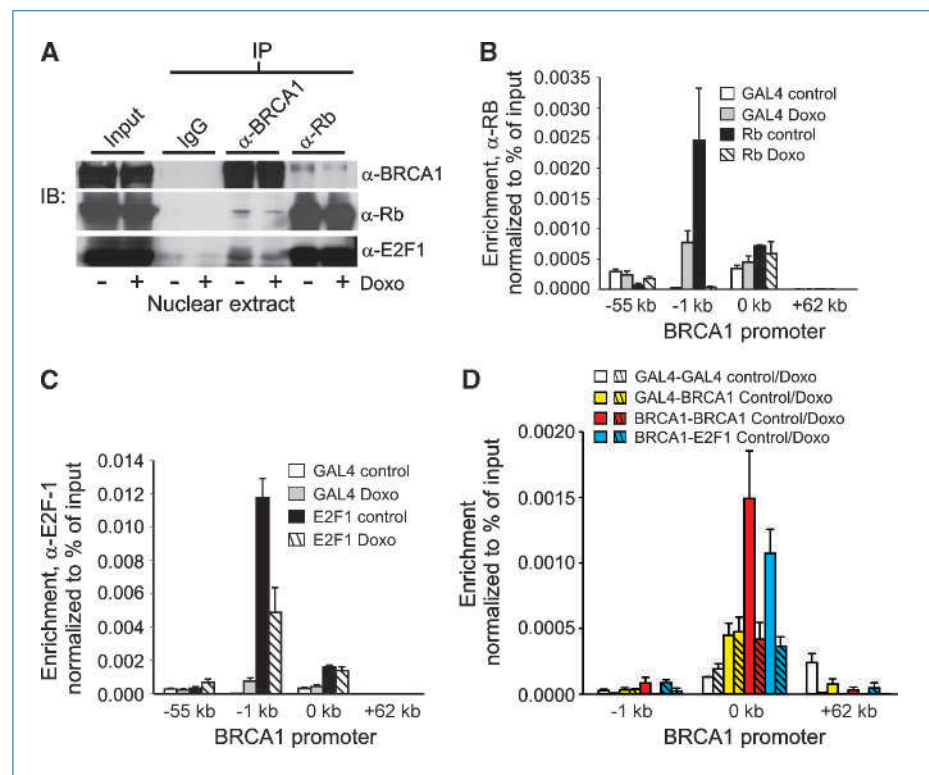 A
IP
Input
IgG
α-BRCA1
α-Rb
IB:
α-BRCA1
α-Rb
α-E2F1
- + - + - + - + Doxo
Nuclear extract
B
Enrichment, α-RB
normalized to % of input
0.0035
0.0030
0.0025
0.0020
0.0015
0.0010
0.0005
0.0000
GAL4 control
GAL4 Doxo
Rb control
Rb Doxo
-55 kb -1 kb 0 kb +62 kb
BRCA1 promoter
C
Enrichment, α-E2F-1
normalized to % of input
0.014
0.012
0.010
0.008
0.006
0.004
0.002
0.000
GAL4 control
GAL4 Doxo
E2F1 control
E2F1 Doxo
-55 kb -1 kb 0 kb +62 kb
BRCA1 promoter
D
GAL4-GAL4 control/Doxo
GAL4-BRCA1 Control/Doxo
BRCA1-BRCA1 Control/Doxo
BRCA1-E2F1 Control/Doxo
Enrichment
normalized to % of input
0.0020
0.0015
0.0010
0.0005
0.0000
-1 kb 0 kb +62 kb
BRCA1 promoter